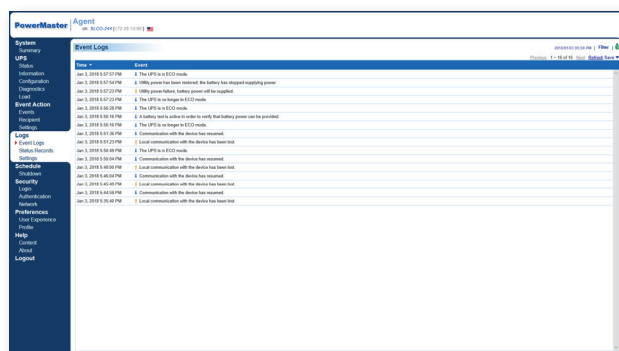 PowerMaster
Agent
on SLCO-244
System
Summary
UPS
Status
Information
Configuration
Diagnostics
Load
Event Action
Events
Recipient
Settings
Logs
Event Logs
Status Records
Settings
Schedule
Shutdown
Security
Login
Authentication
Network
Preferences
User Experience
Profile
Help
Content
About
Logout
Event Logs
Filter
Previous 1 - 16 of 16 Next Refresh Save
Time Event
Jan 3, 2018 5:57:57 PM The UPS is in ECO mode.
Jan 3, 2018 5:57:54 PM Utility power has been restored; the battery has stopped supplying power.
Jan 3, 2018 5:57:23 PM Utility power failure, battery power will be supplied.
Jan 3, 2018 5:57:23 PM The UPS is no longer in ECO mode.
Jan 3, 2018 5:56:28 PM The UPS is in ECO mode.
Jan 3, 2018 5:56:16 PM A battery test is active in order to verify that battery power can be provided.
Jan 3, 2018 5:56:16 PM The UPS is no longer in ECO mode.
Jan 3, 2018 5:51:36 PM Communication with the device has resumed.
Jan 3, 2018 5:51:23 PM Local communication with the device has been lost.
Jan 3, 2018 5:50:49 PM The UPS is in ECO mode.
Jan 3, 2018 5:50:04 PM Communication with the device has resumed.
Jan 3, 2018 5:48:00 PM Local communication with the device has been lost.
Jan 3, 2018 5:46:04 PM Communication with the device has resumed.
Jan 3, 2018 5:45:49 PM Local communication with the device has been lost.
Jan 3, 2018 5:44:58 PM Communication with the device has resumed.
Jan 3, 2018 5:35:40 PM Local communication with the device has been lost.